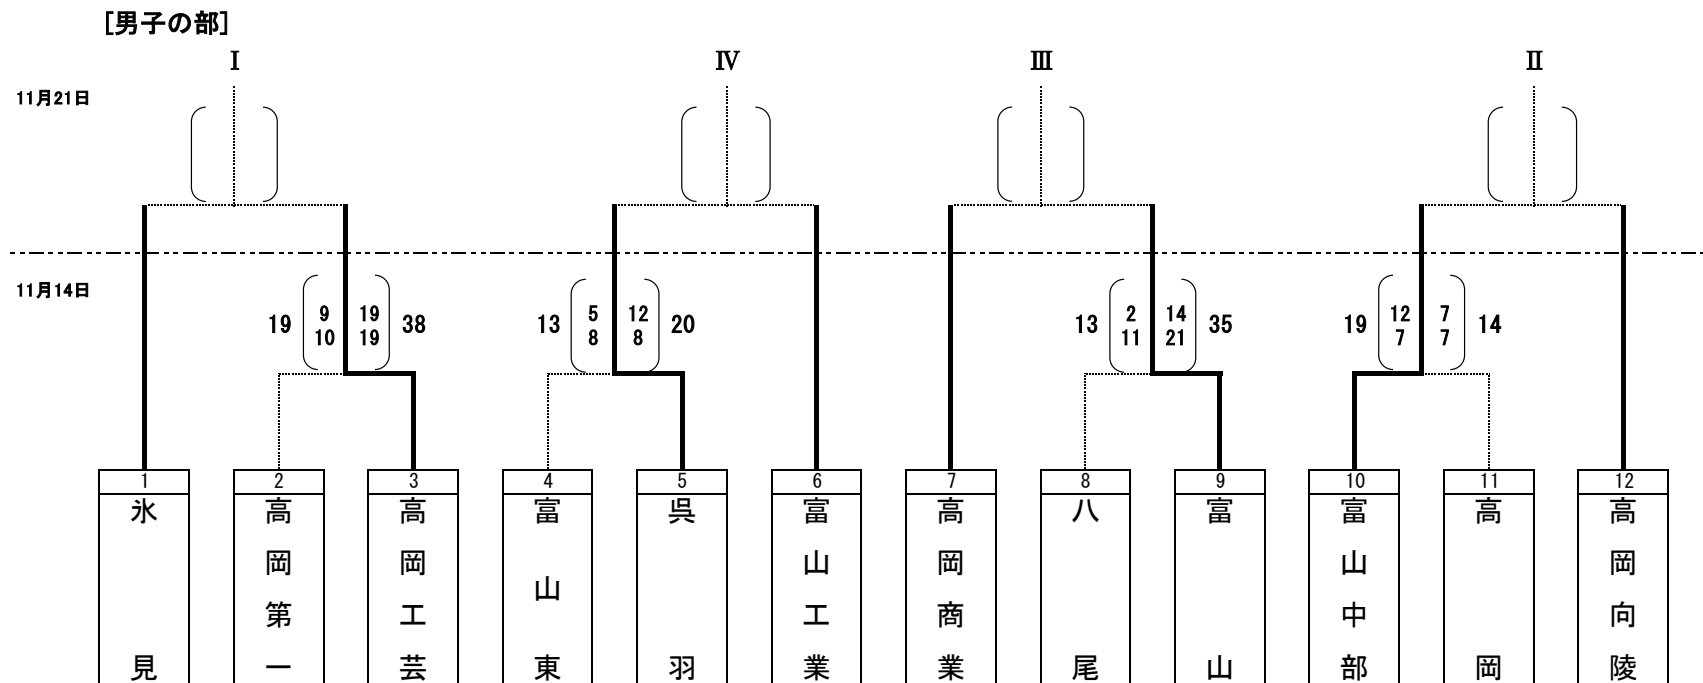 [男子の部]
Ⅰ Ⅳ Ⅲ Ⅱ
11月21日
11月14日
19 9 19 38 13 5 12 20 13 2 14 35 19 12 7 14
10 19 8 8 11 21 7 7
1 2 3 4 5 6 7 8 9 10 11 12
氷見
高岡第一
高岡工芸
富山東
呉羽
富山工業
高岡商業
八尾
富山
富山中部
高岡
高岡向陵